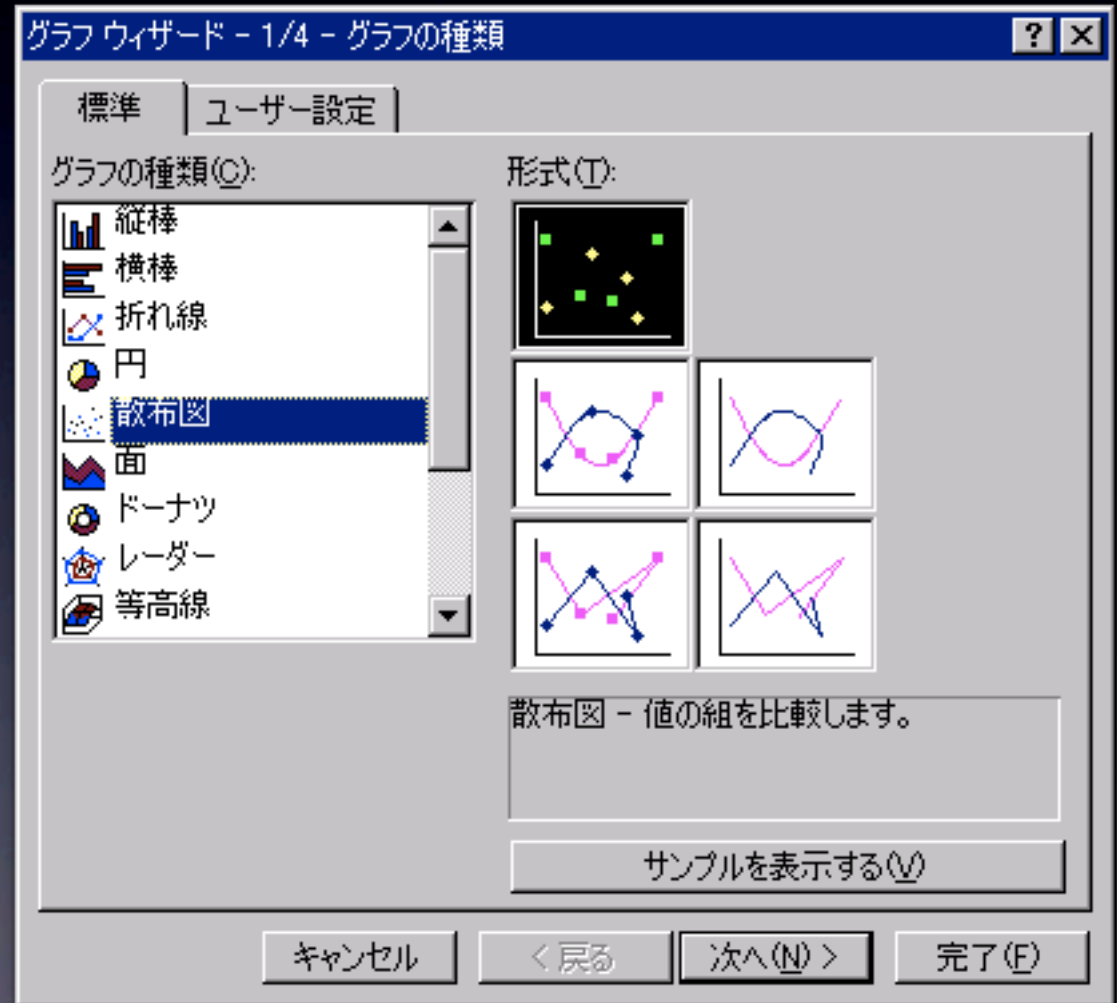 グラフ ウィザード - 1/4 - グラフの種類
標準 ユーザー設定
グラフの種類(C):
縦棒
横棒
折れ線
円
散布図
面
ドーナツ
レーダー
等高線
形式(T):
散布図 - 値の組を比較します。
サンプルを表示する(V)
キャンセル < 戻る 次へ(N) > 完了(F)